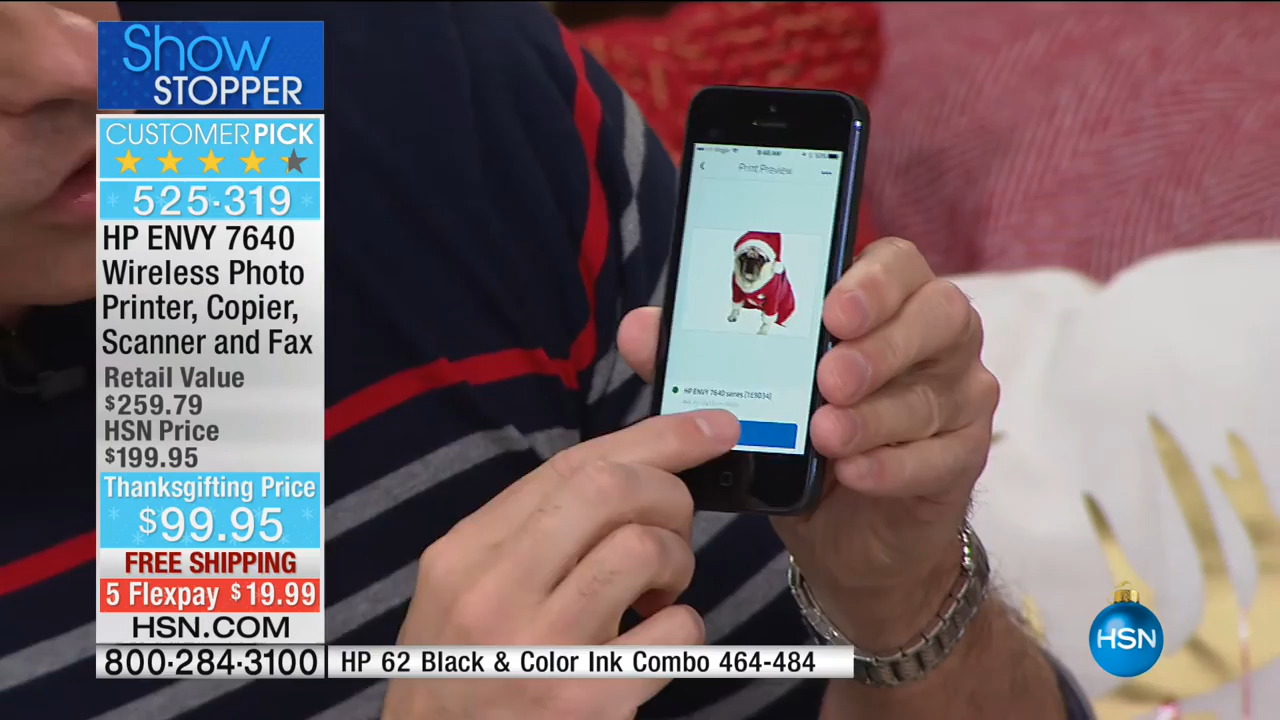 Show
STOPPER
CUSTOMER PICK
525-319
HP ENVY 7640
Wireless Photo
Printer, Copier,
Scanner and Fax
Retail Value
$259.79
HSN Price
$199.95
Thanksgifting Price
$99.95
FREE SHIPPING
5 Flexpay $19.99
HSN.COM
800-284-3100
HP 62 Black & Color Ink Combo 464-484
Print Preview
HP ENVY 7640 series
HSN